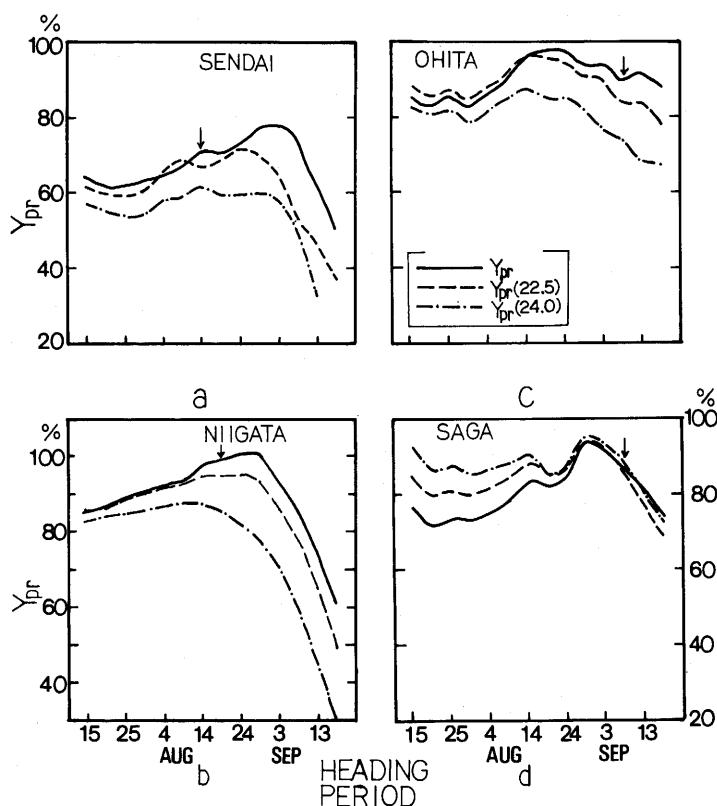 %
100
80
60
40
20
Ypr
SENDAI
a
OHITA
Ypr
Ypr(22.5)
Ypr(24.0)
c
%
100
80
60
40
Ypr
NIIGATA
15 25 4 14 24 3 13
AUG SEP
b
SAGA
%
100
80
60
40
20
15 25 4 14 24 3 13
AUG SEP
d
HEADING
PERIOD